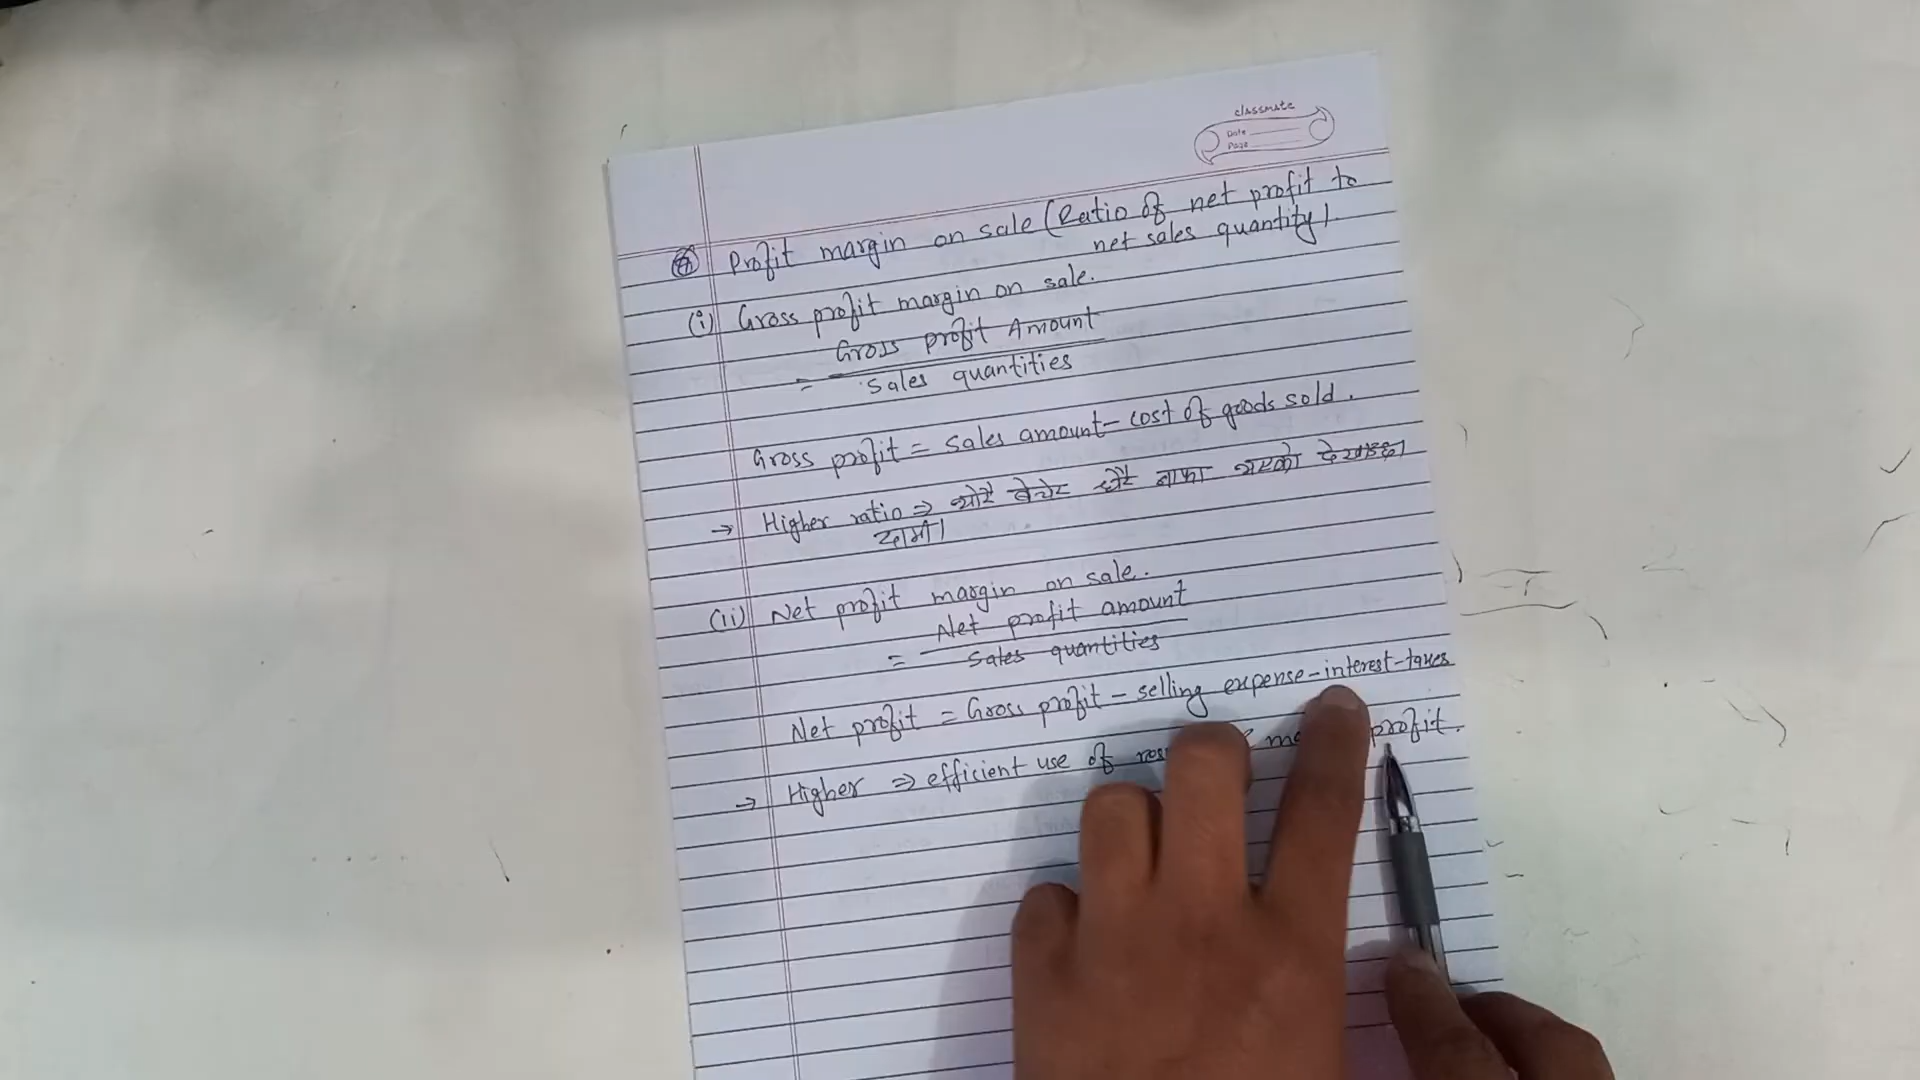 classmate
Date
Page
Profit margin on sale (Ratio of net profit to
net sales quantity).
(i) Gross profit margin on sale.
Gross profit Amount
=
Sales quantities
Gross profit = Sales amount - cost of goods sold.
→ Higher ratio ⇒ थोरै बेचेर धेरै नाफा भएको देखाउछ।
राम्रो।
(ii) Net profit margin on sale.
Net profit amount
=
Sales quantities
Net profit = Gross profit - selling expense - interest - taxes
→ Higher ⇒ efficient use of profit.